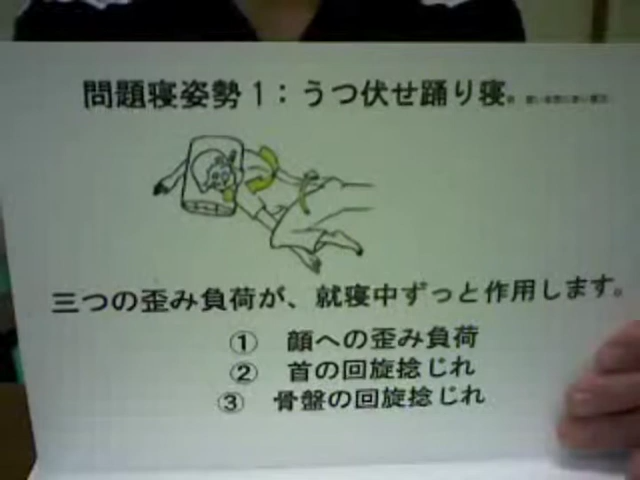 問題寝姿勢1：うつ伏せ踊り寝
三つの歪み負荷が、就寝中ずっと作用します。
① 顔への歪み負荷
② 首の回旋捻じれ
③ 骨盤の回旋捻じれ